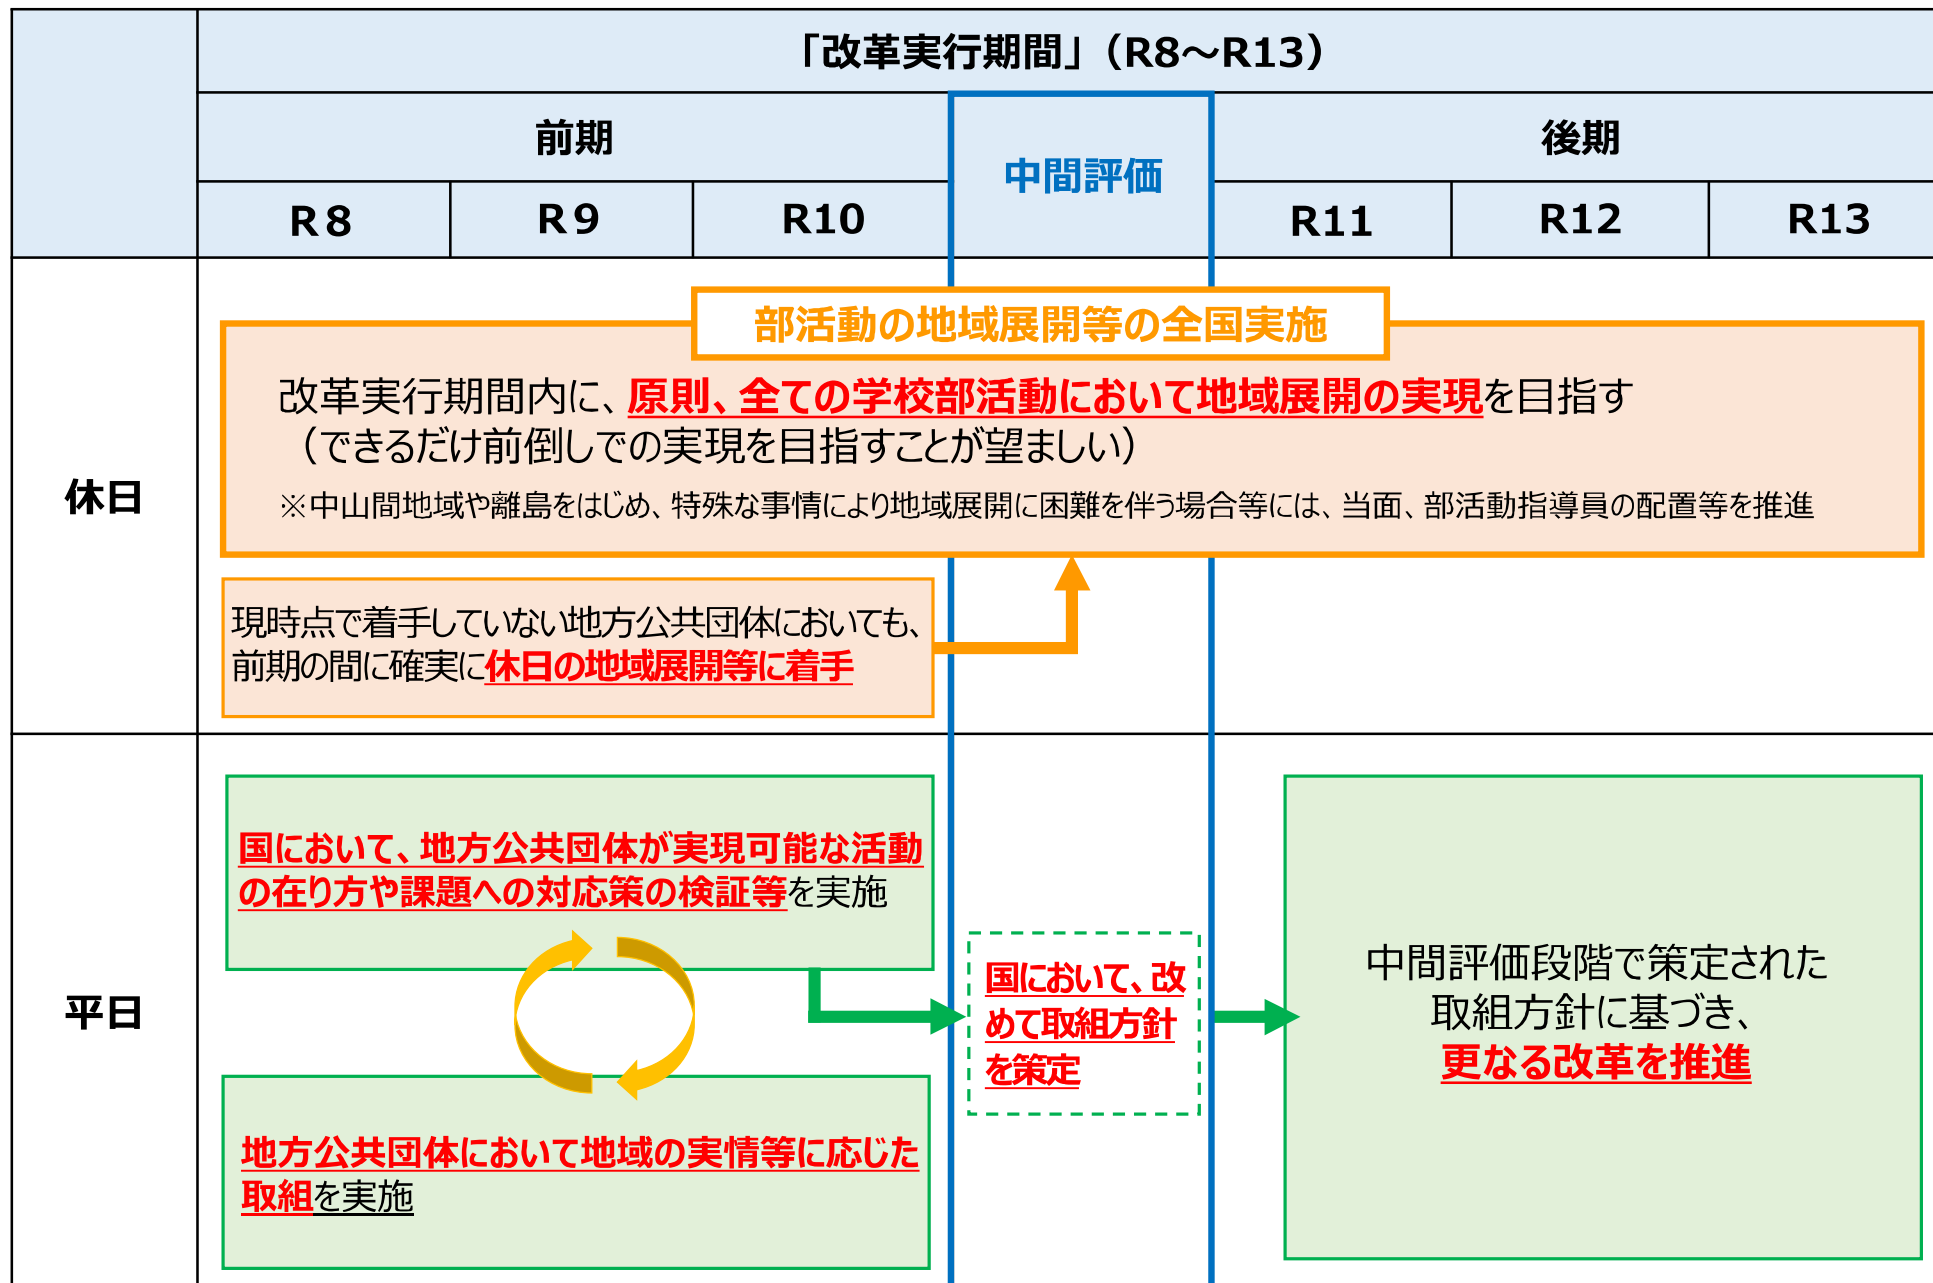 「改革実行期間」（R8～R13）
前期
中間評価
後期
R８
R９
R10
R11
R12
R13
休日
部活動の地域展開等の全国実施
改革実行期間内に、原則、全ての学校部活動において地域展開の実現を目指す
（できるだけ前倒しでの実現を目指すことが望ましい）
※中山間地域や離島をはじめ、特殊な事情により地域展開に困難を伴う場合等には、当面、部活動指導員の配置等を推進
現時点で着手していない地方公共団体においても、
前期の間に確実に休日の地域展開等に着手
平日
国において、地方公共団体が実現可能な活動
の在り方や課題への対応策の検証等を実施
地方公共団体において地域の実情等に応じた
取組を実施
国において、改
めて取組方針
を策定
中間評価段階で策定された
取組方針に基づき、
更なる改革を推進